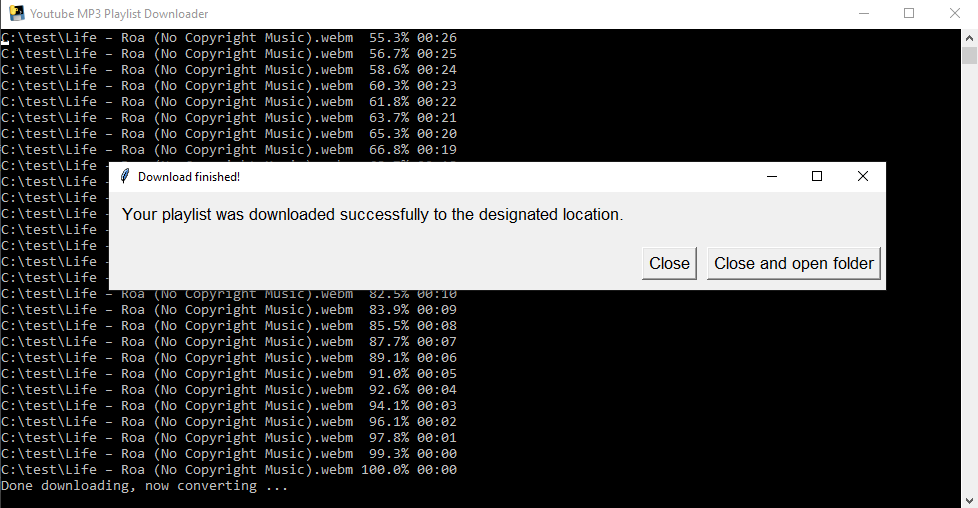 Youtube MP3 Playlist Downloader
C:\test\Life – Roa (No Copyright Music).webm  55.3% 00:26
C:\test\Life – Roa (No Copyright Music).webm  56.7% 00:25
C:\test\Life – Roa (No Copyright Music).webm  58.6% 00:24
C:\test\Life – Roa (No Copyright Music).webm  60.3% 00:23
C:\test\Life – Roa (No Copyright Music).webm  61.8% 00:22
C:\test\Life – Roa (No Copyright Music).webm  63.7% 00:21
C:\test\Life – Roa (No Copyright Music).webm  65.3% 00:20
C:\test\Life – Roa (No Copyright Music).webm  66.8% 00:19
C:\test\Life
C:\test\Life –
C:\test\Life –
C:\test\Life –
C:\test\Life –
C:\test\Life –
C:\test\Life –
C:\test\Life –
Download finished!
Your playlist was downloaded successfully to the designated location.
Close
Close and open folder
C:\test\Life – Roa (No Copyright Music).webm  82.5% 00:10
C:\test\Life – Roa (No Copyright Music).webm  83.9% 00:09
C:\test\Life – Roa (No Copyright Music).webm  85.5% 00:08
C:\test\Life – Roa (No Copyright Music).webm  87.7% 00:07
C:\test\Life – Roa (No Copyright Music).webm  89.1% 00:06
C:\test\Life – Roa (No Copyright Music).webm  91.0% 00:05
C:\test\Life – Roa (No Copyright Music).webm  92.6% 00:04
C:\test\Life – Roa (No Copyright Music).webm  94.1% 00:03
C:\test\Life – Roa (No Copyright Music).webm  96.1% 00:02
C:\test\Life – Roa (No Copyright Music).webm  97.8% 00:01
C:\test\Life – Roa (No Copyright Music).webm  99.3% 00:00
C:\test\Life – Roa (No Copyright Music).webm 100.0% 00:00
Done downloading, now converting ...